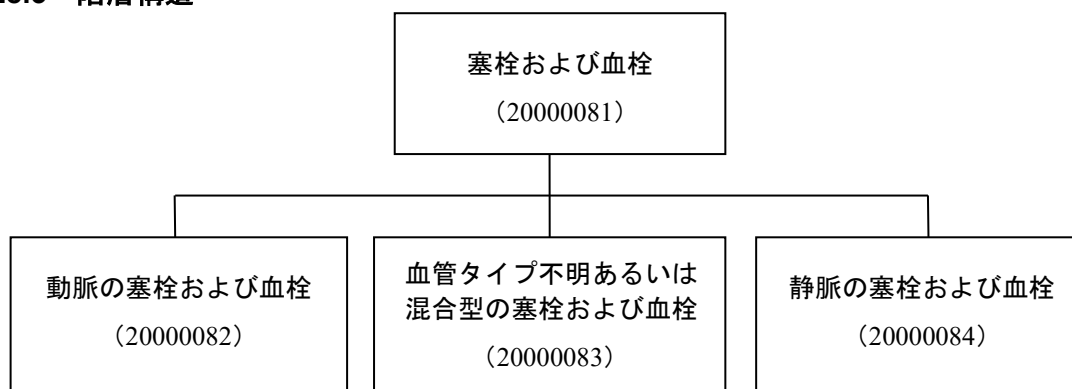 塞栓および血栓
（20000081）
動脈の塞栓および血栓
（20000082）
血管タイプ不明あるいは
混合型の塞栓および血栓
（20000083）
静脈の塞栓および血栓
（20000084）